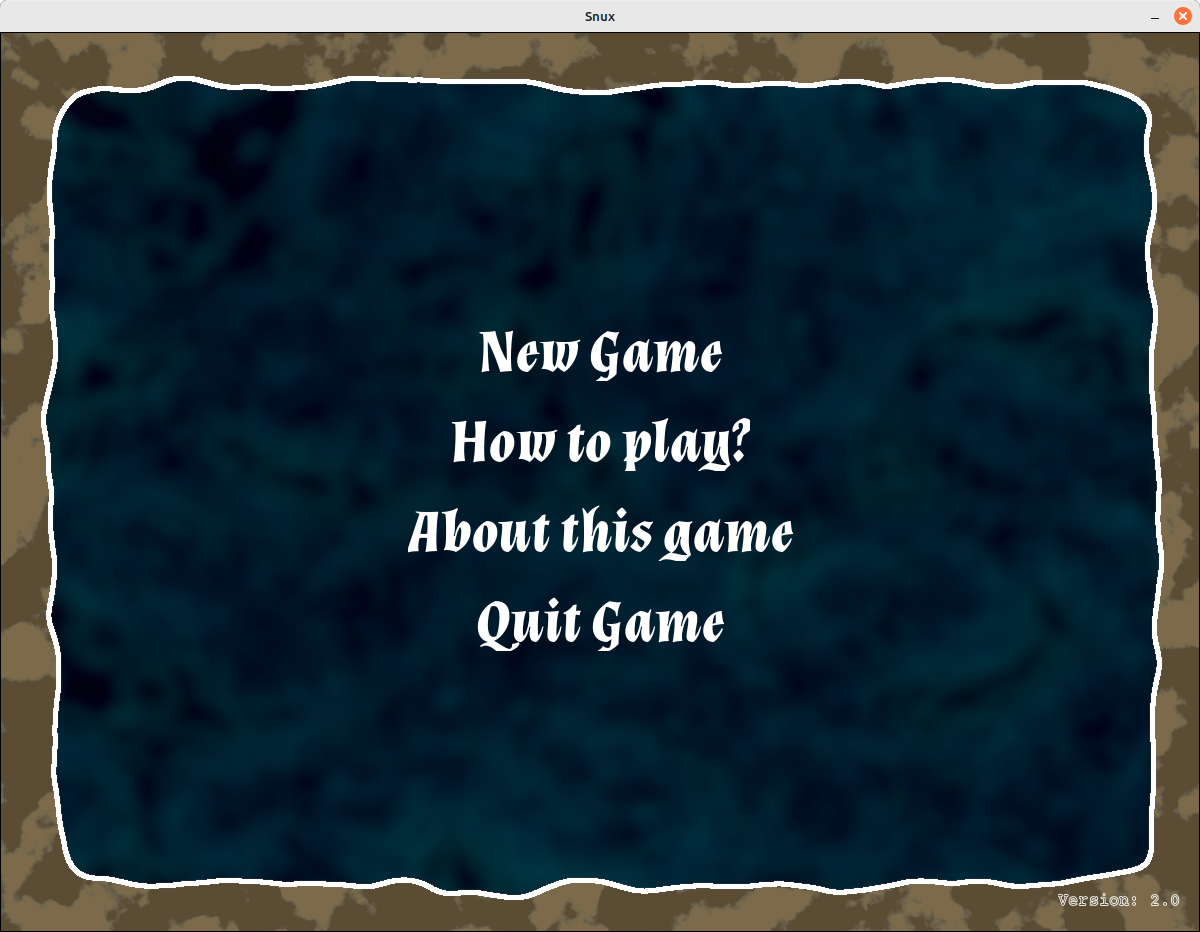 Snux
New Game
How to play?
About this game
Quit Game
Version: 2.0